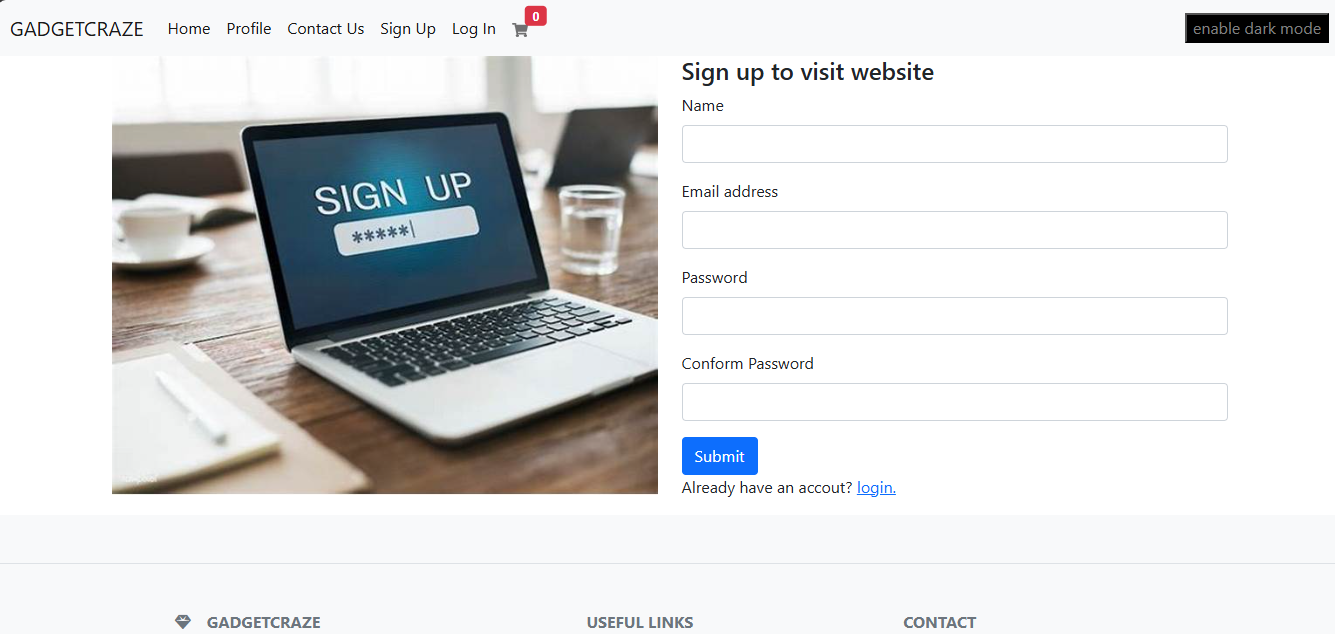 GADGETCRAZE Home Profile Contact Us Sign Up Log In 0 enable dark mode
SIGN UP
*****|
Sign up to visit website
Name
Email address
Password
Conform Password
Submit
Already have an accout? login.
GADGETCRAZE USEFUL LINKS CONTACT